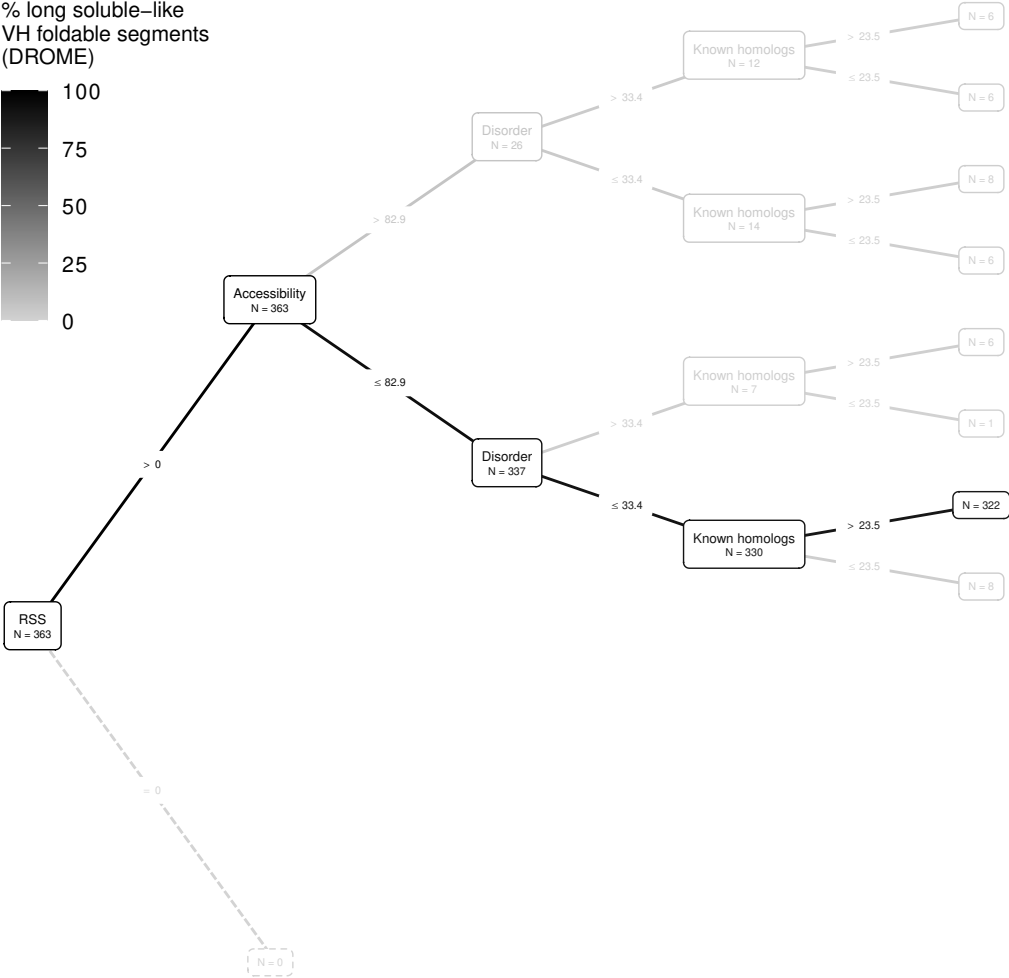 % long soluble−like
VH foldable segments
(DROME)
100
75
50
25
0
RSS
N = 363
> 0
= 0
N = 0
Accessibility
N = 363
> 82.9
≤ 82.9
Disorder
N = 26
> 33.4
≤ 33.4
Known homologs
N = 12
> 23.5
≤ 23.5
N = 6
N = 6
Known homologs
N = 14
> 23.5
≤ 23.5
N = 8
N = 6
Disorder
N = 337
> 33.4
≤ 33.4
Known homologs
N = 7
> 23.5
≤ 23.5
N = 6
N = 1
Known homologs
N = 330
> 23.5
≤ 23.5
N = 322
N = 8